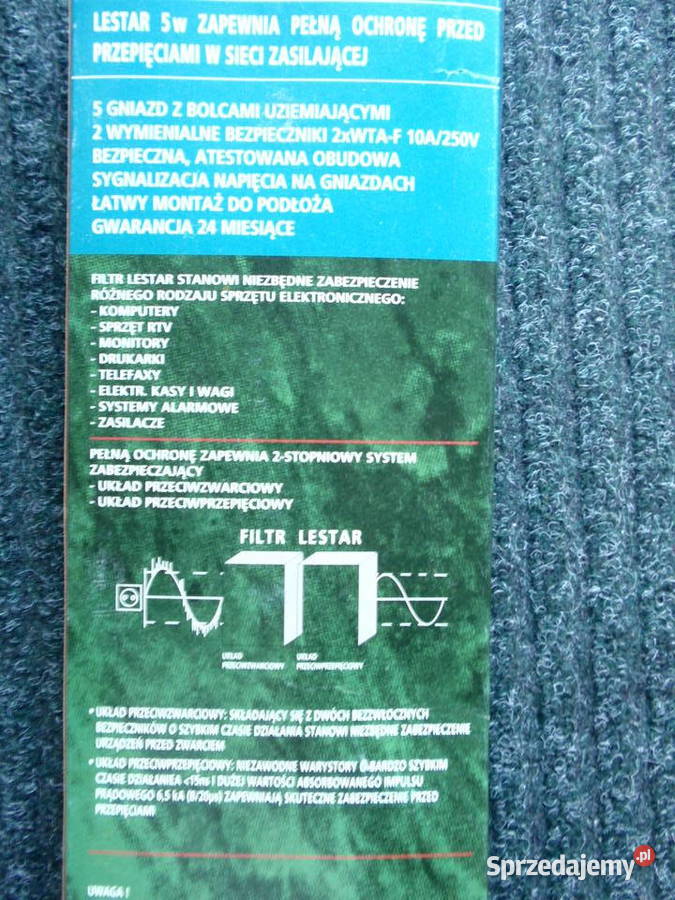 LESTAR 5w ZAPEWNIA PEŁNĄ OCHRONĘ PRZED
PRZEPIĘCIAMI W SIECI ZASILAJĄCEJ
5 GNIAZD Z BOLCAMI UZIEMIAJĄCYMI
2 WYMIENIALNE BEZPIECZNIKI 2xWTA-F 10A/250V
BEZPIECZNA, ATESTOWANA OBUDOWA
SYGNALIZACJA NAPIĘCIA NA GNIAZDACH
ŁATWY MONTAŻ DO PODŁOŻA
GWARANCJA 24 MIESIĄCE
FILTR LESTAR STANOWI NIEZBĘDNE ZABEZPIECZENIE
RÓŻNEGO RODZAJU SPRZĘTU ELEKTRONICZNEGO:
- KOMPUTERY
- SPRZĘT RTV
- MONITORY
- DRUKARKI
- TELEFAXY
- ELEKTR. KASY I WAGI
- SYSTEMY ALARMOWE
- ZASILACZE
PEŁNĄ OCHRONĘ ZAPEWNIA 2-STOPNIOWY SYSTEM
ZABEZPIECZAJĄCY
- UKŁAD PRZECIWZWARCIOWY
- UKŁAD PRZECIWPRZEPIĘCIOWY
FILTR LESTAR
UKŁAD UKŁAD
PRZECIWZWARCIOWY PRZECIWPRZEPIĘCIOWY
• UKŁAD PRZECIWZWARCIOWY: SKŁADAJĄCY SIĘ Z DWÓCH BEZZWŁOCZNYCH
BEZPIECZNIKÓW O SZYBKIM CZASIE DZIAŁANIA STANOWI NIEZBĘDNE ZABEZPIECZENIE
URZĄDZEŃ PRZED ZWARCIEM
• UKŁAD PRZECIWPRZEPIĘCIOWY: NIEZAWODNE WARYSTORY O BARDZO SZYBKIM
CZASIE DZIAŁANIEA <15ns I DUŻEJ WARTOŚCI ABSORBOWANEGO IMPULSU
PRĄDOWEGO 6,5 kA (8/20µs) ZAPEWNIAJĄ SKUTECZNE ZABEZPIECZENIE PRZED
PRZEPIĘCIAMI
UWAGA !
Sprzedajemy.pl